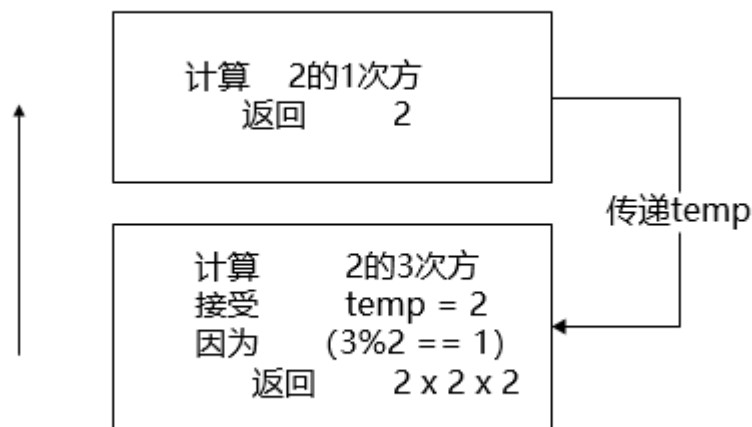 计算 2的1次方
返回 2
传递temp
计算 2的3次方
接受 temp = 2
因为 (3%2 == 1)
返回 2 x 2 x 2